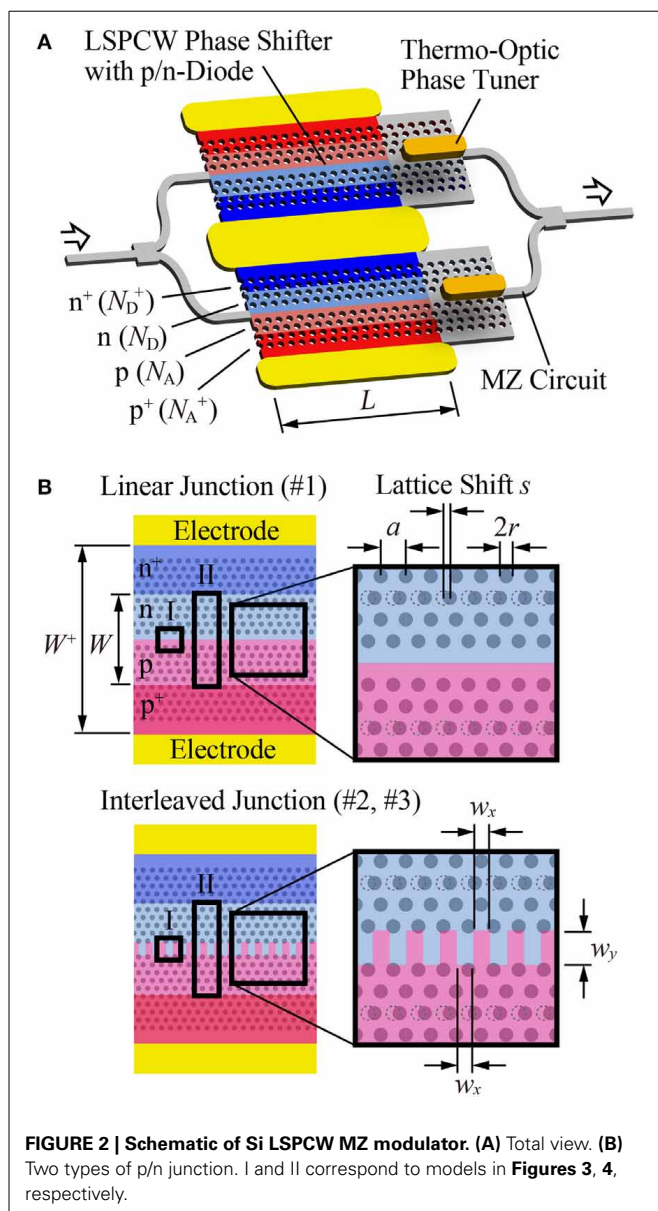 A
LSPCW Phase Shifter
with p/n-Diode
Thermo-Optic
Phase Tuner
n+ (ND+)
n (ND)
p (NA)
p+ (NA+)
L
MZ Circuit
B
Linear Junction (#1)
Lattice Shift s
Electrode
n+
II
n
I
p
p+
W+
W
Electrode
a
2r
Interleaved Junction (#2, #3)
II
I
wx
wy
wx
FIGURE 2 | Schematic of Si LSPCW MZ modulator. (A) Total view. (B)
Two types of p/n junction. I and II correspond to models in Figures 3, 4,
respectively.